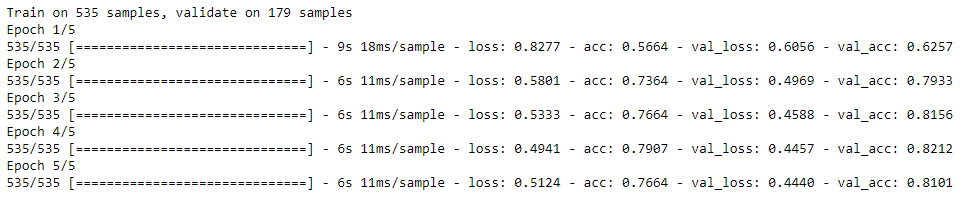 Train on 535 samples, validate on 179 samples
Epoch 1/5
535/535 [==============================] - 9s 18ms/sample - loss: 0.8277 - acc: 0.5664 - val_loss: 0.6056 - val_acc: 0.6257
Epoch 2/5
535/535 [==============================] - 6s 11ms/sample - loss: 0.5801 - acc: 0.7364 - val_loss: 0.4969 - val_acc: 0.7933
Epoch 3/5
535/535 [==============================] - 6s 11ms/sample - loss: 0.5333 - acc: 0.7664 - val_loss: 0.4588 - val_acc: 0.8156
Epoch 4/5
535/535 [==============================] - 6s 11ms/sample - loss: 0.4941 - acc: 0.7907 - val_loss: 0.4457 - val_acc: 0.8212
Epoch 5/5
535/535 [==============================] - 6s 11ms/sample - loss: 0.5124 - acc: 0.7664 - val_loss: 0.4440 - val_acc: 0.8101